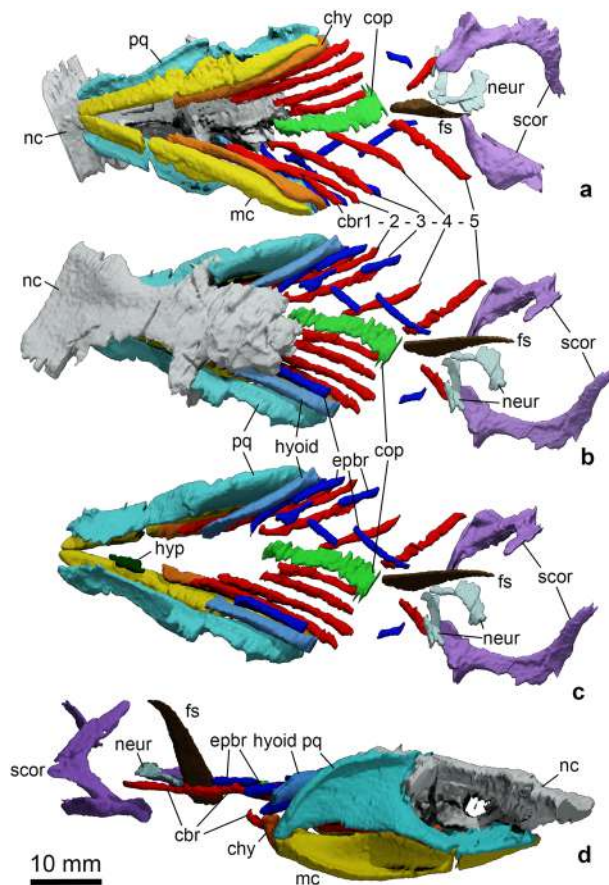 pq
chy
cop
nc
neur
fs
scor
a
mc
cbr1 - 2 - 3 - 4 - 5
nc
fs
scor
neur
b
pq
hyoid
epbr
cop
hyp
fs
scor
neur
c
fs
epbr hyoid pq
neur
nc
scor
cbr
chy
10 mm
mc
d